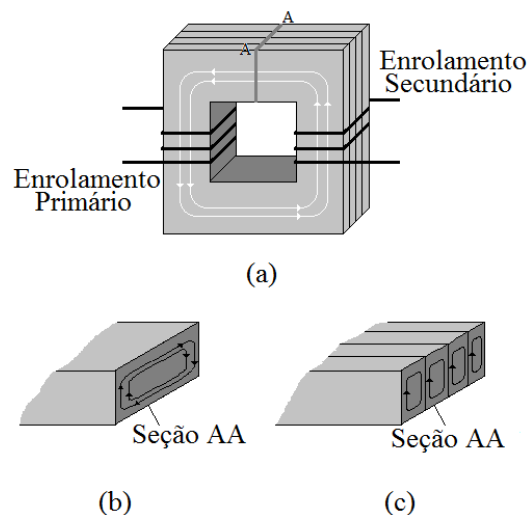 A
A
Enrolamento
Secundário
Enrolamento
Primário
(a)
Seção AA
Seção AA
(b)
(c)